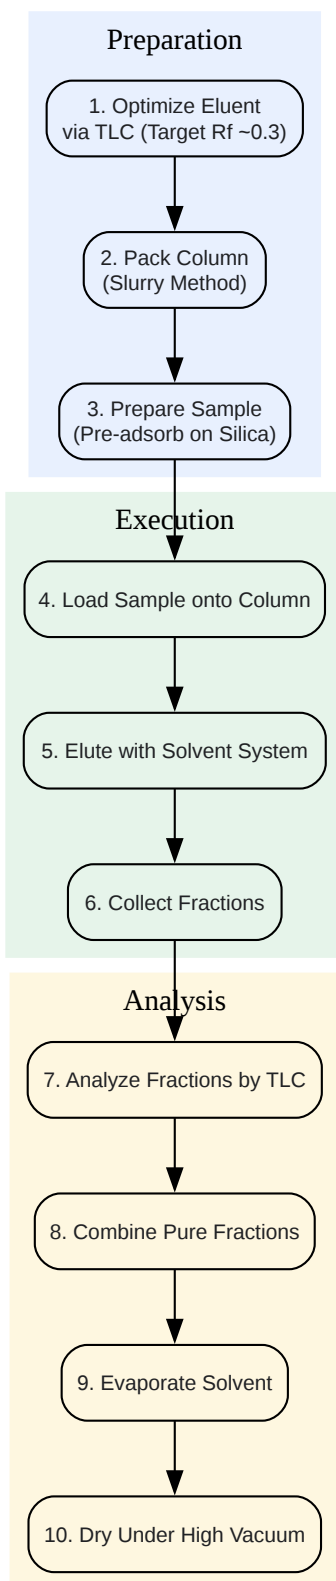 Preparation
1. Optimize Eluent
via TLC (Target Rf ~0.3)
2. Pack Column
(Slurry Method)
3. Prepare Sample
(Pre-adsorb on Silica)
Execution
4. Load Sample onto Column
5. Elute with Solvent System
6. Collect Fractions
Analysis
7. Analyze Fractions by TLC
8. Combine Pure Fractions
9. Evaporate Solvent
10. Dry Under High Vacuum